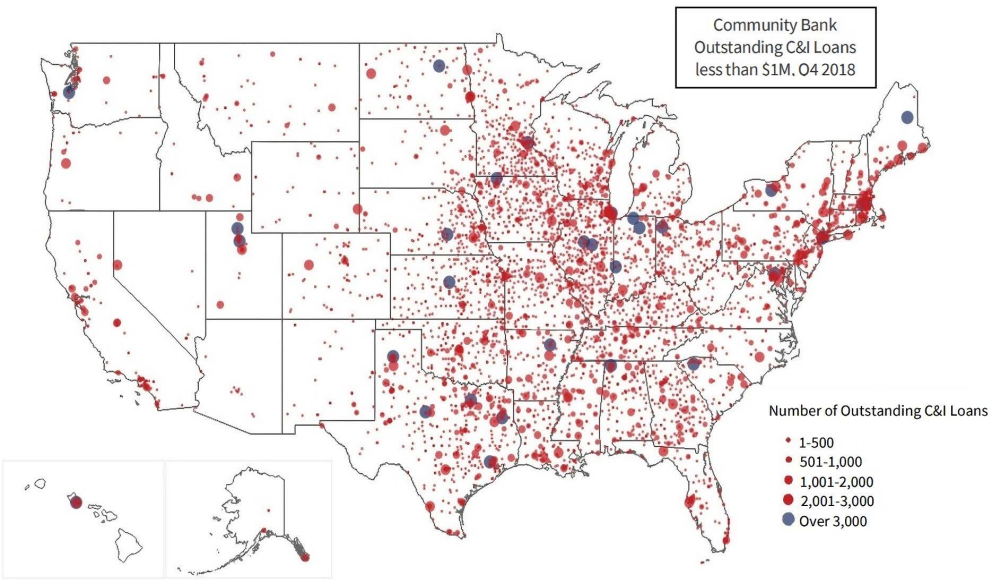 Community Bank
Outstanding C&I Loans
less than $1M, Q4 2018
Number of Outstanding C&I Loans
1-500
501-1,000
1,001-2,000
2,001-3,000
Over 3,000